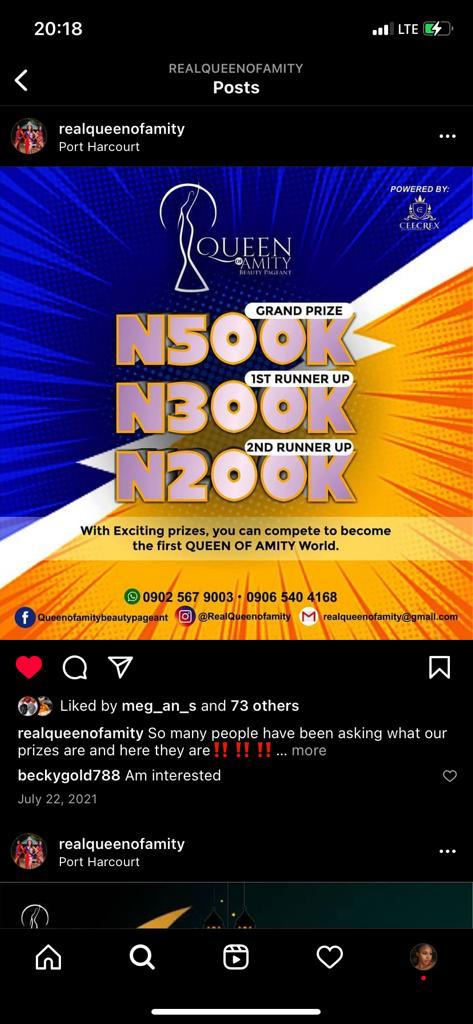 20:18
LTE
REALQUEENOFAMITY
Posts
realqueenofamity
Port Harcourt
POWERED BY:
CEECREX
QUEEN
OF AMITY
BEAUTY PAGEANT
GRAND PRIZE
N500K
1ST RUNNER UP
N300K
2ND RUNNER UP
N200K
With Exciting prizes, you can compete to become
the first QUEEN OF AMITY World.
0902 567 9003 • 0906 540 4168
Queenofamitybeautypageant @RealQueenofamity realqueenofamity@gmail.com
Liked by meg_an_s and 73 others
realqueenofamity So many people have been asking what our
prizes are and here they are‼️ ‼️ ‼️ ... more
beckygold788 Am interested
July 22, 2021
realqueenofamity
Port Harcourt